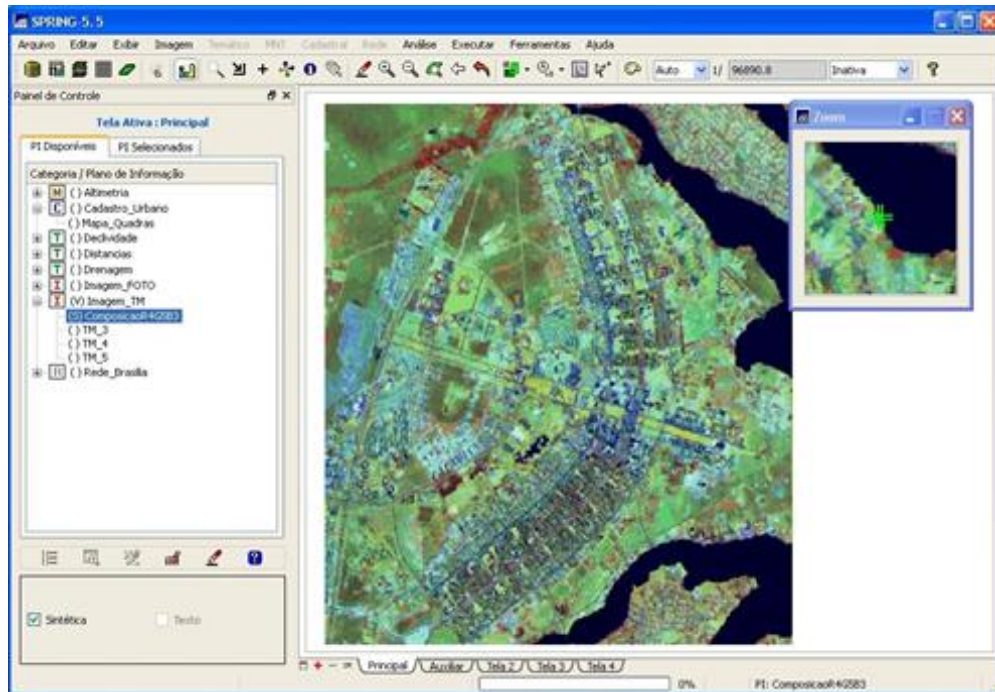 SPRING-5.5
Arquivo Editar Exibir Imagem Temático MNT Cadastral Rede Análise Executar Ferramentas Ajuda
Auto 1/ 96890.8 Inativa
Painel de Controle
Tela Ativa : Principal
PI Disponíveis PI Selecionados
Categoria / Plano de Informação
M ( ) Altimetria
C ( ) Cadastro_Urbano
( ) Mapa_Quadras
T ( ) Declividade
T ( ) Distancias
T ( ) Drenagem
I ( ) Imagem_FOTO
I (V) Imagem_TM
(S) ComposicaoR4G5B3
( ) TM_3
( ) TM_4
( ) TM_5
( ) Rede_Brasilia
Zoom
Sintética Texto
Principal Auxiliar Tela 2 Tela 3 Tela 4
0% PI: ComposicaoR4G5B3